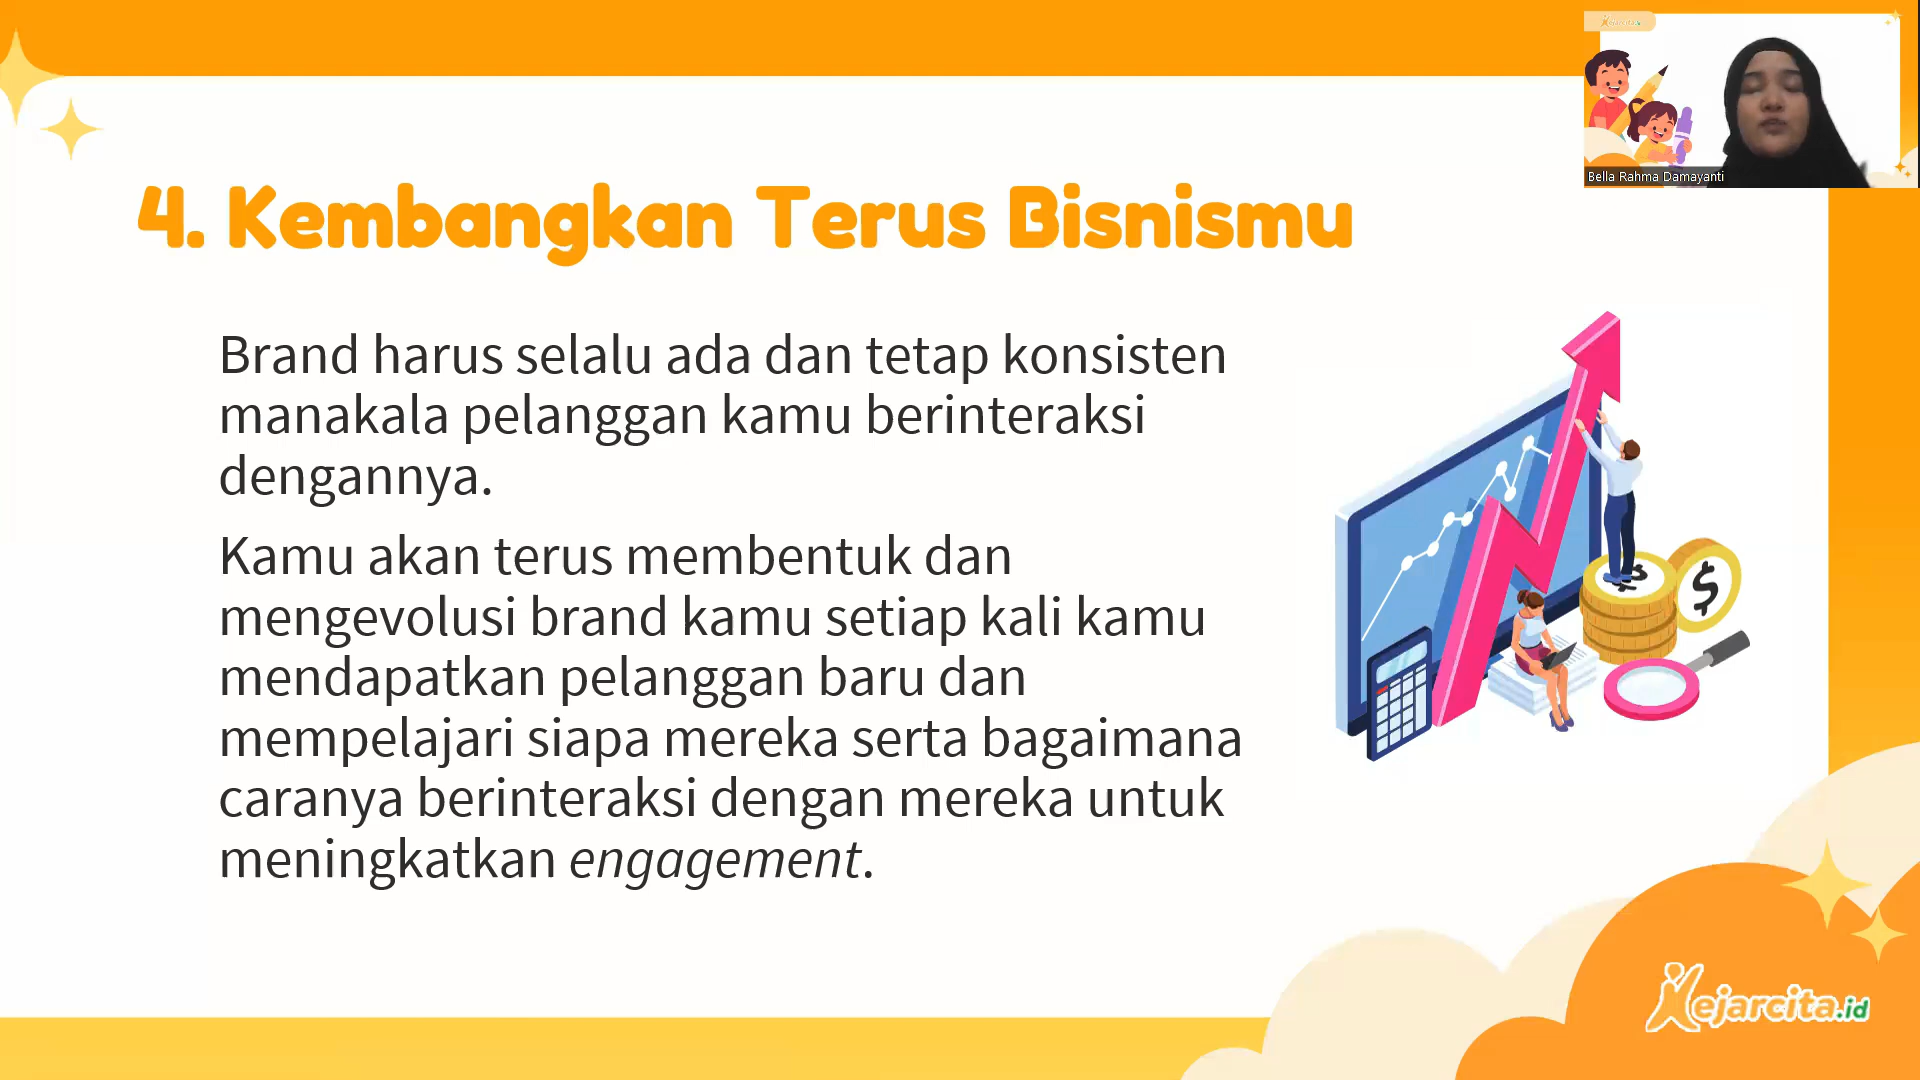 Kejarcita.id
Bella Rahma Damayanti
4. Kembangkan Terus Bisnismu
Brand harus selalu ada dan tetap konsisten
manakala pelanggan kamu berinteraksi
dengannya.
Kamu akan terus membentuk dan
mengevolusi brand kamu setiap kali kamu
mendapatkan pelanggan baru dan
mempelajari siapa mereka serta bagaimana
caranya berinteraksi dengan mereka untuk
meningkatkan engagement.
$
$
Kejarcita.id